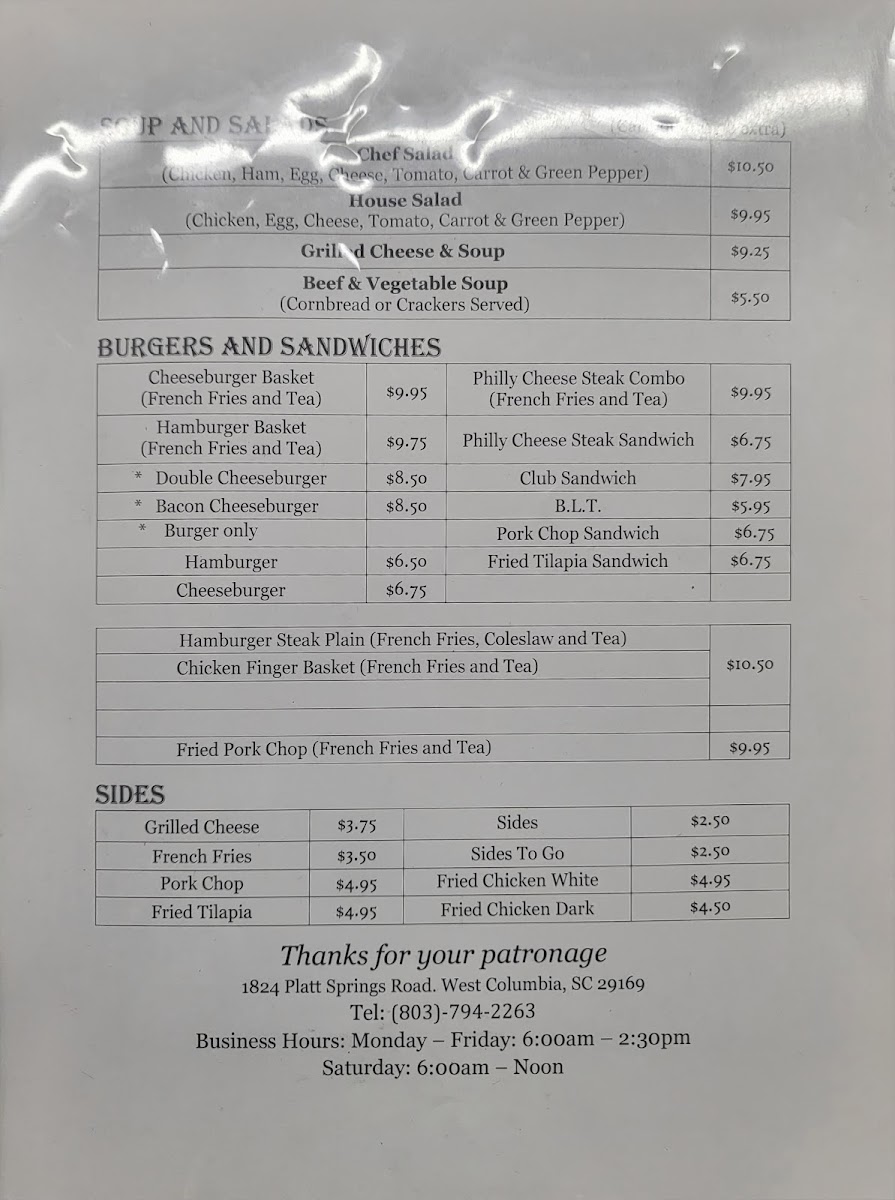 SOUP AND SALADS extra)
Chef Salad
(Chicken, Ham, Egg, Cheese, Tomato, Carrot & Green Pepper) $10.50
House Salad
(Chicken, Egg, Cheese, Tomato, Carrot & Green Pepper) $9.95
Grilled Cheese & Soup $9.25
Beef & Vegetable Soup
(Cornbread or Crackers Served) $5.50
BURGERS AND SANDWICHES
Cheeseburger Basket
(French Fries and Tea) $9.95
Philly Cheese Steak Combo
(French Fries and Tea) $9.95
Hamburger Basket
(French Fries and Tea) $9.75
Philly Cheese Steak Sandwich $6.75
* Double Cheeseburger $8.50 Club Sandwich $7.95
* Bacon Cheeseburger $8.50 B.L.T. $5.95
* Burger only Pork Chop Sandwich $6.75
Hamburger $6.50 Fried Tilapia Sandwich $6.75
Cheeseburger $6.75
Hamburger Steak Plain (French Fries, Coleslaw and Tea)
Chicken Finger Basket (French Fries and Tea) $10.50
Fried Pork Chop (French Fries and Tea) $9.95
SIDES
Grilled Cheese $3.75 Sides $2.50
French Fries $3.50 Sides To Go $2.50
Pork Chop $4.95 Fried Chicken White $4.95
Fried Tilapia $4.95 Fried Chicken Dark $4.50
Thanks for your patronage
1824 Platt Springs Road. West Columbia, SC 29169
Tel: (803)-794-2263
Business Hours: Monday – Friday: 6:00am – 2:30pm
Saturday: 6:00am – Noon